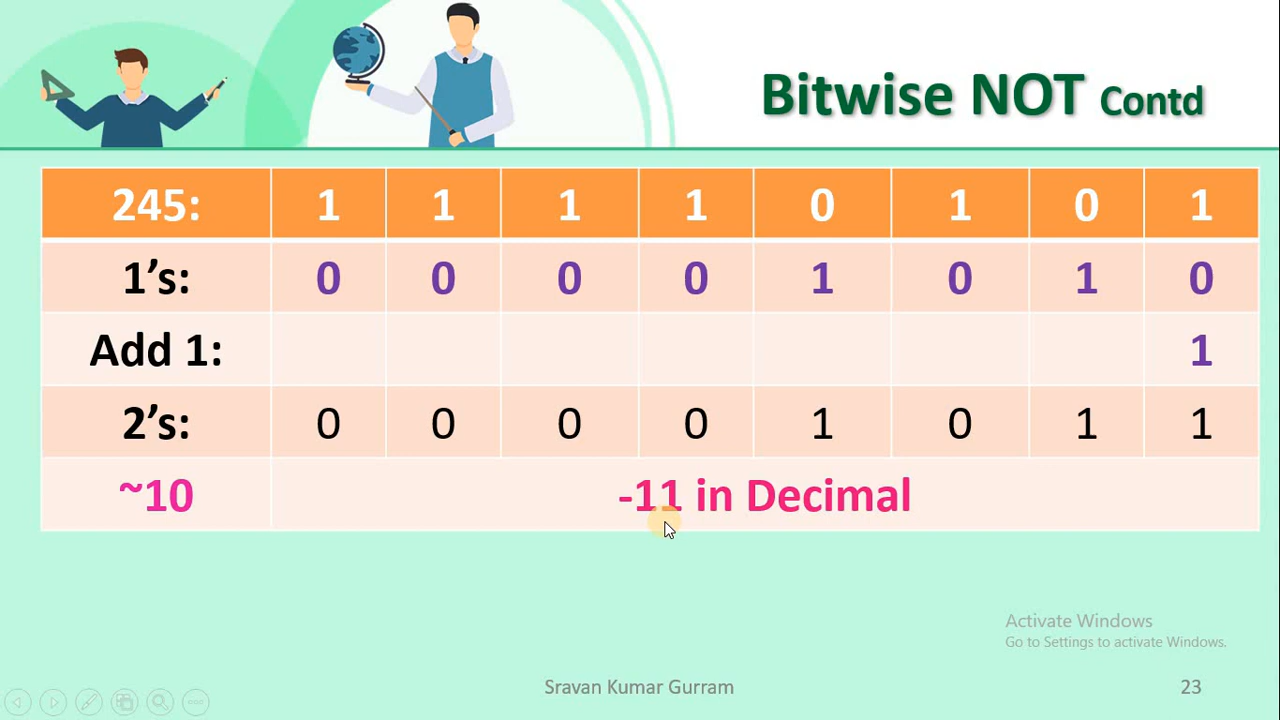 Bitwise NOT Contd
245: 1 1 1 1 0 1 0 1
1’s: 0 0 0 0 1 0 1 0
Add 1: 1
2’s: 0 0 0 0 1 0 1 1
~10 -11 in Decimal
Activate Windows
Go to Settings to activate Windows.
Sravan Kumar Gurram 23